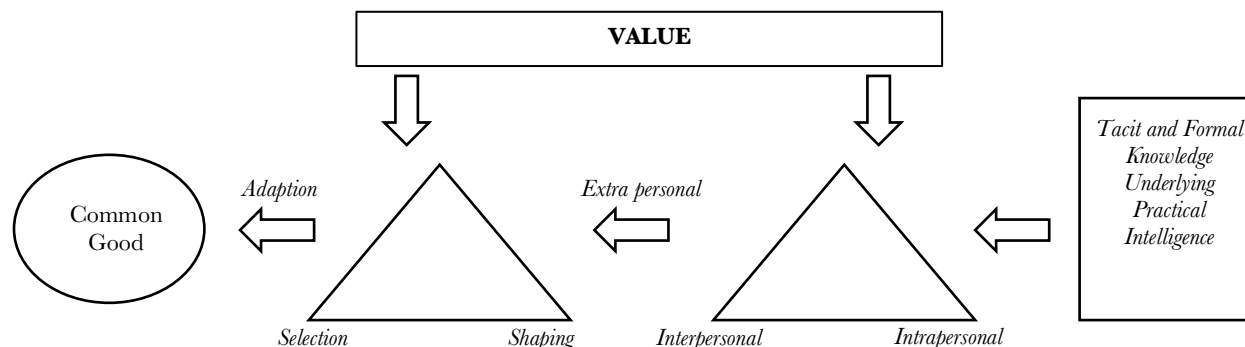 VALUE
Tacit and Formal
Knowledge
Underlying
Practical
Intelligence
Adaption
Extra personal
Common
Good
Selection
Shaping
Interpersonal
Intrapersonal